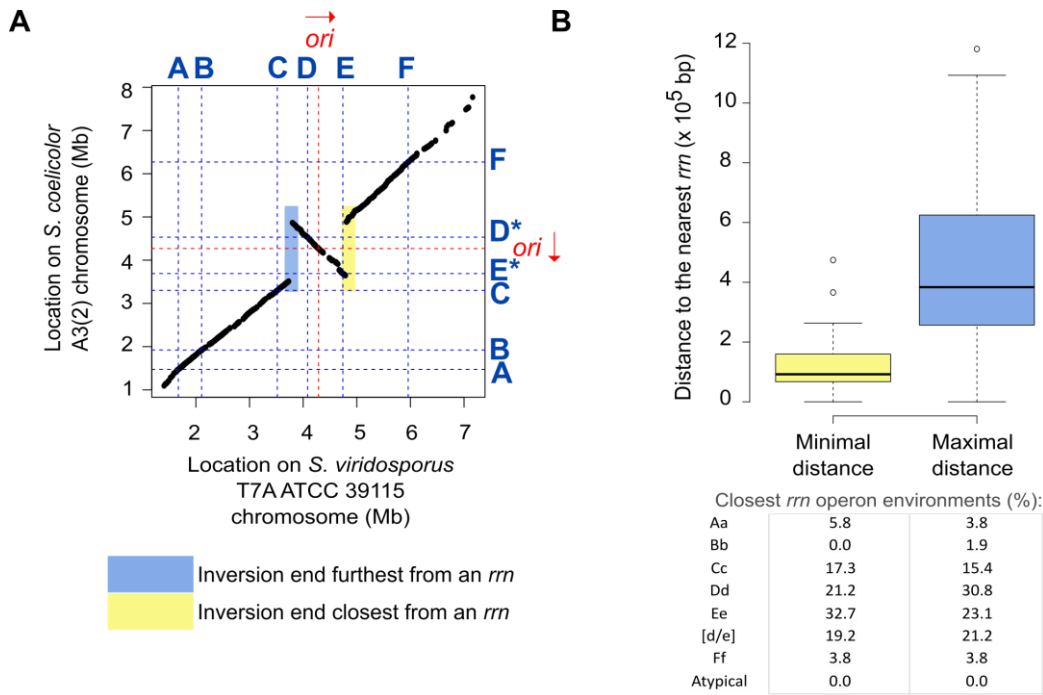 A
ori
A B C D E F
8
7
6
5
4
3
2
1
Location on S. coelicolor
A3(2) chromosome (Mb)
F
D*
ori
E*
C
B
A
2 3 4 5 6 7
Location on S. viridosporus
T7A ATCC 39115
chromosome (Mb)
Inversion end furthest from an rrn
Inversion end closest from an rrn
B
Distance to the nearest rrn (x 10⁵ bp)
12
10
8
6
4
2
0
Minimal distance
Maximal distance
Closest rrn operon environments (%):
Aa 5.8 3.8
Bb 0.0 1.9
Cc 17.3 15.4
Dd 21.2 30.8
Ee 32.7 23.1
[d/e] 19.2 21.2
Ff 3.8 3.8
Atypical 0.0 0.0